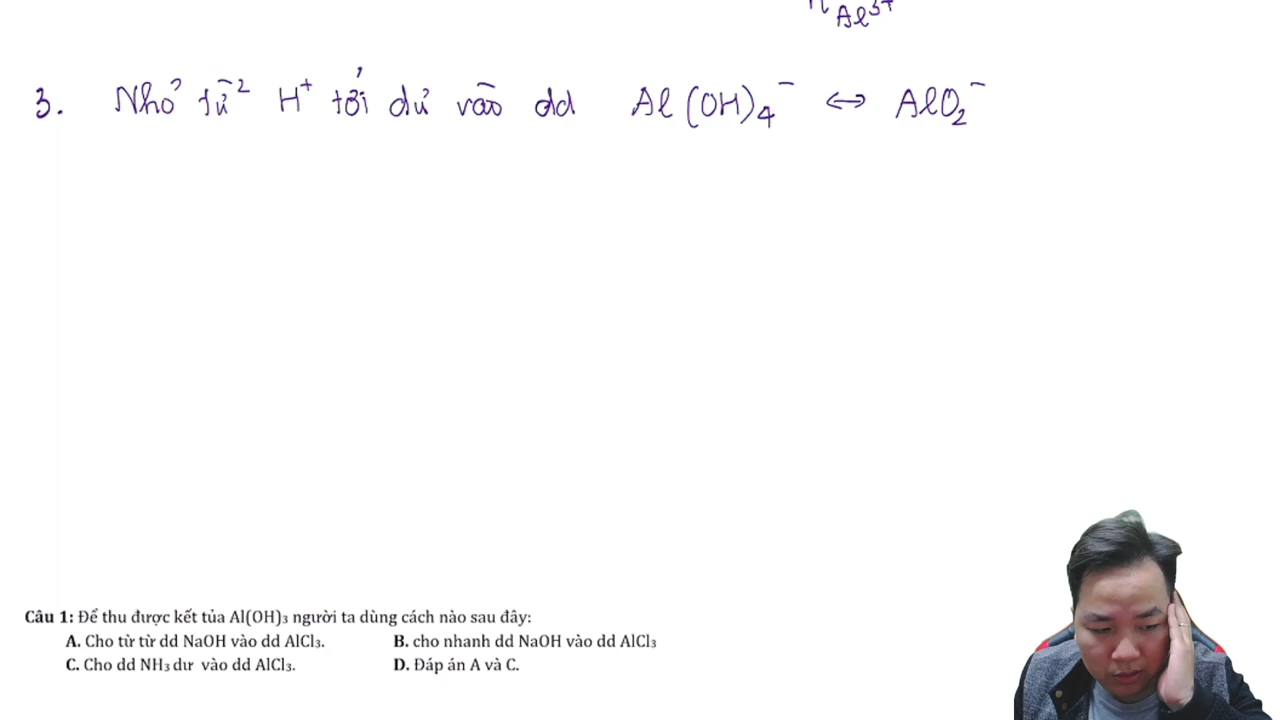 n Al³⁺
3. Nhỏ từ² H⁺ tới dư vào dd Al(OH)₄⁻ ↔ AlO₂⁻
Câu 1: Để thu được kết tủa Al(OH)₃ người ta dùng cách nào sau đây:
A. Cho từ từ dd NaOH vào dd AlCl₃. B. cho nhanh dd NaOH vào dd AlCl₃
C. Cho dd NH₃ dư vào dd AlCl₃. D. Đáp án A và C.